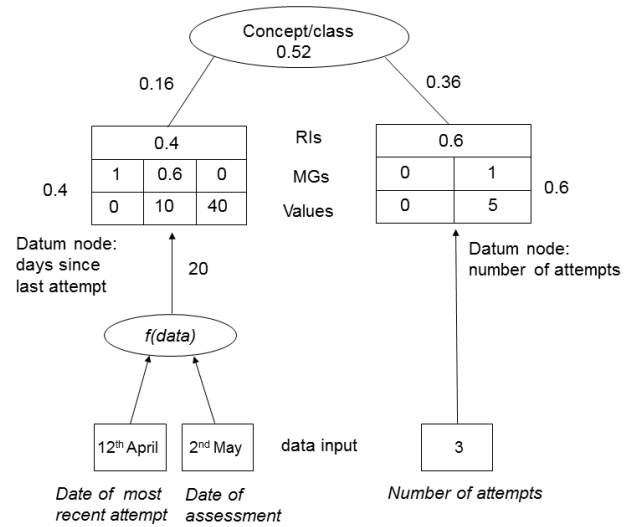 Concept/class
0.52
0.16
0.36
0.4
RIs
0.6
1 0.6 0
MGs
0 1
0.4
0.6
0 10 40
Values
0 5
Datum node:
days since
last attempt
Datum node:
number of attempts
20
f(data)
12th April
2nd May
data input
3
Date of most
recent attempt
Date of
assessment
Number of attempts